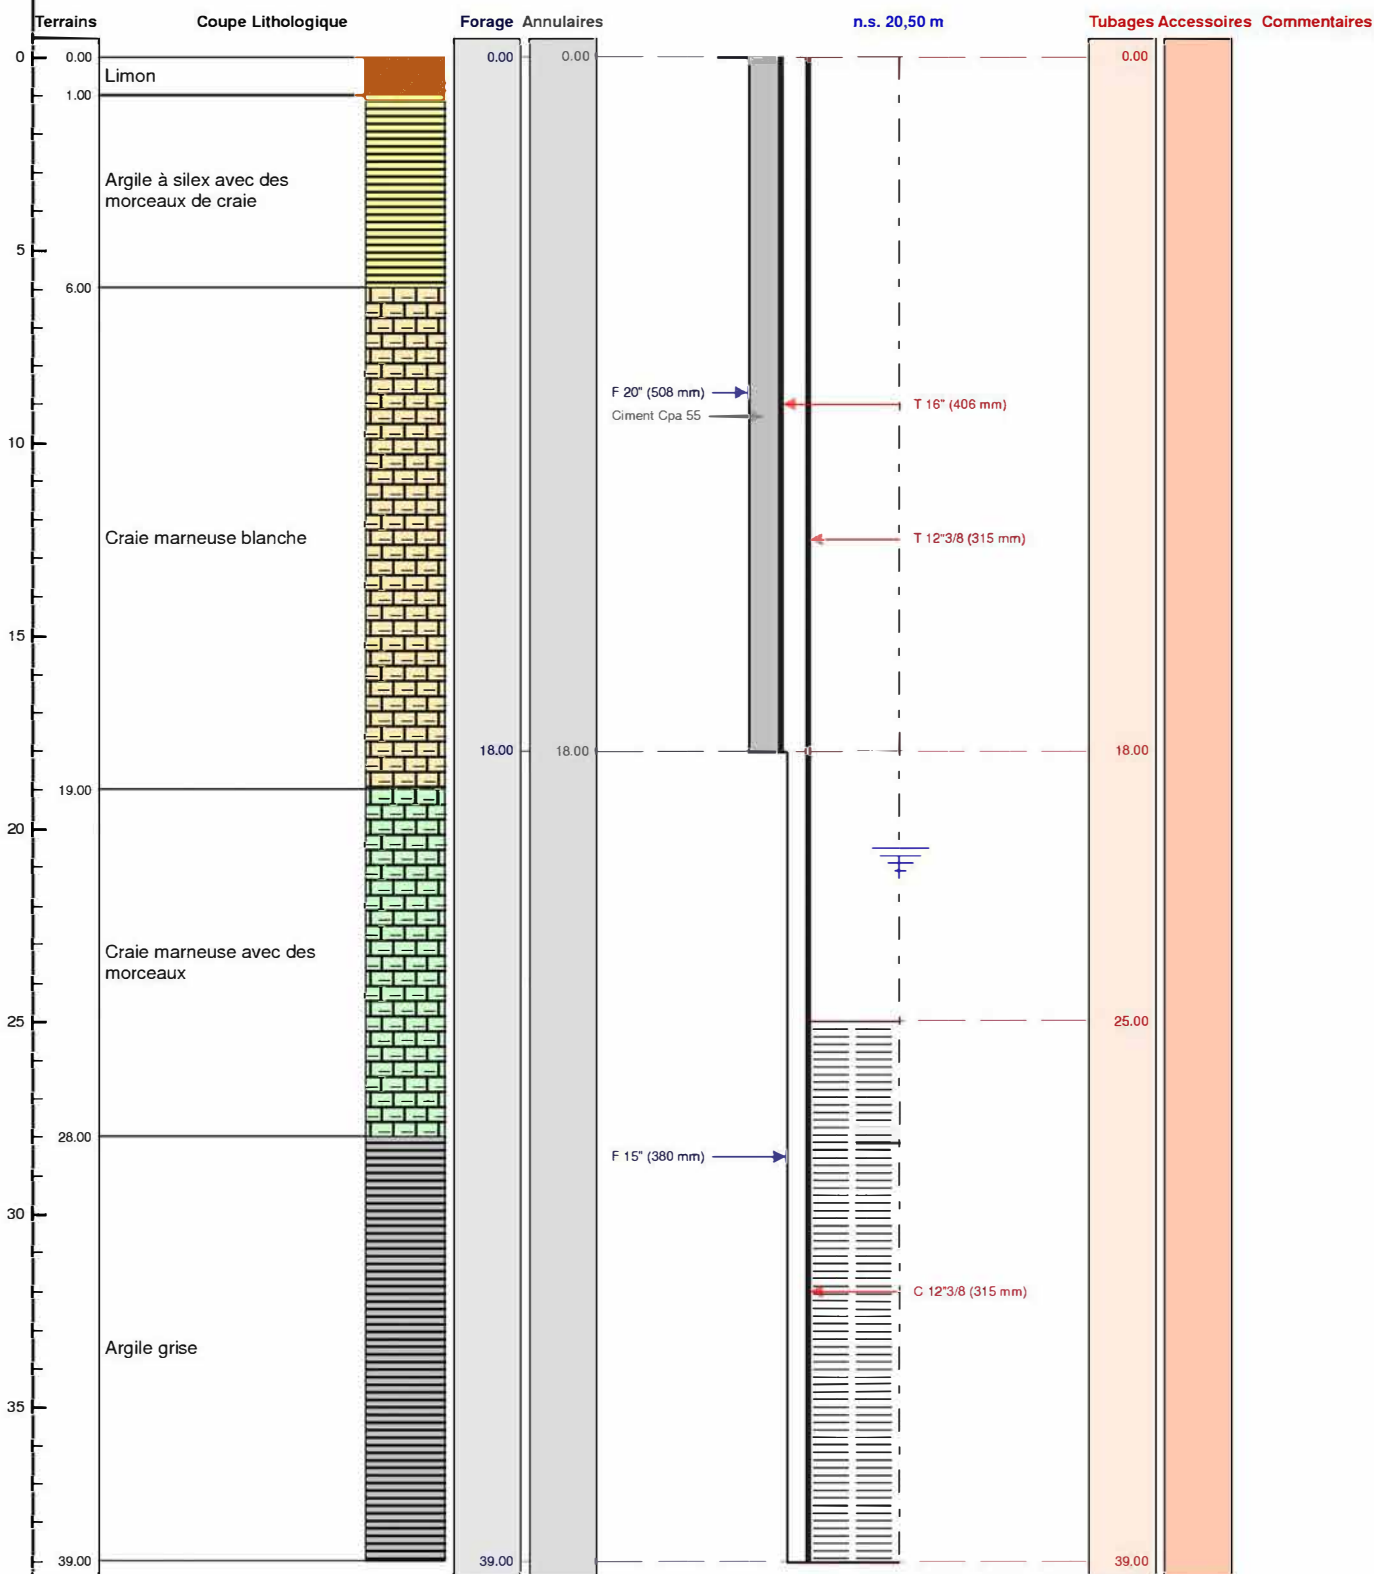 Terrains Coupe Lithologique Forage Annulaires n.s. 20,50 m Tubages Accessoires Commentaires
0 0.00 0.00 0.00 0.00
Limon
1.00
Argile à silex avec des
morceaux de craie
5
6.00
F 20" (508 mm)
T 16" (406 mm)
Ciment Cpa 55
10
Craie marneuse blanche
T 12"3/8 (315 mm)
15
18.00 18.00 18.00
19.00
20
Craie marneuse avec des
morceaux
25 25.00
28.00
F 15" (380 mm)
30
C 12"3/8 (315 mm)
Argile grise
35
39.00 39.00 39.00